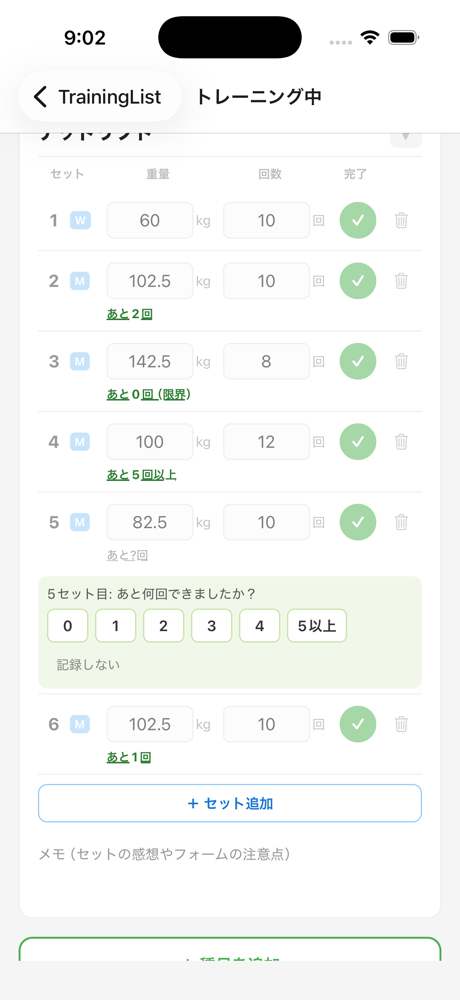 9:02
TrainingList
トレーニング中
セット 重量 回数 完了
1 W 60 kg 10 回
2 M 102.5 kg 10 回
あと2回
3 M 142.5 kg 8 回
あと0回（限界）
4 M 100 kg 12 回
あと5回以上
5 M 82.5 kg 10 回
あと?回
5セット目: あと何回できましたか？
0 1 2 3 4 5以上
記録しない
6 M 102.5 kg 10 回
あと1回
+ セット追加
メモ（セットの感想やフォームの注意点）